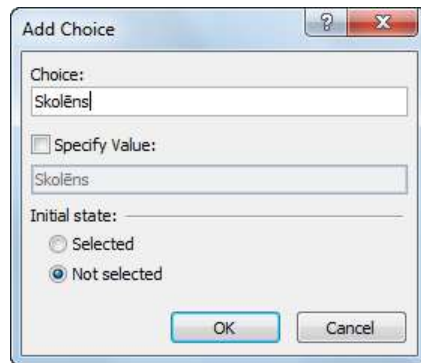 Add Choice
Choice:
Skolēns
Specify Value:
Skolēns
Initial state:
Selected
Not selected
OK Cancel